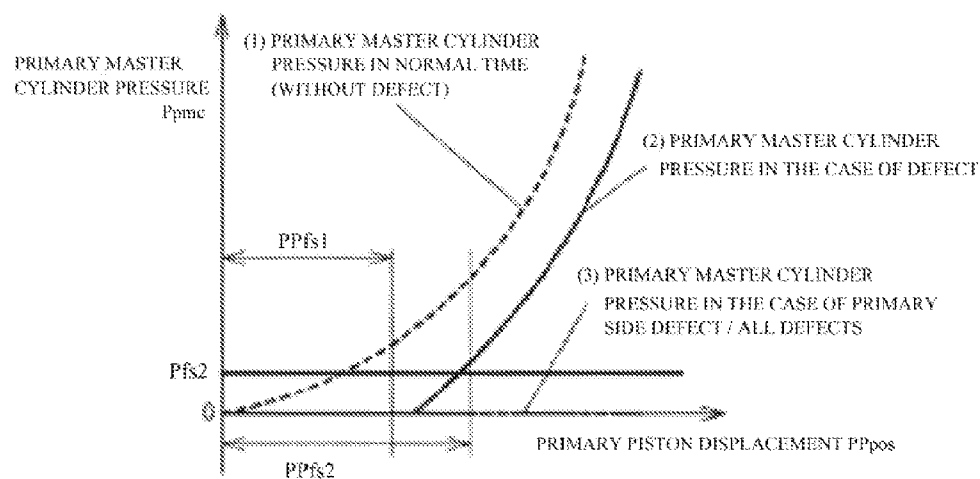 (1) PRIMARY MASTER CYLINDER
PRESSURE IN NORMAL TIME
(WITHOUT DEFECT)
PRIMARY MASTER
CYLINDER PRESSURE
Ppmc
(2) PRIMARY MASTER CYLINDER
PRESSURE IN THE CASE OF DEFECT
PPfs1
(3) PRIMARY MASTER CYLINDER
PRESSURE IN THE CASE OF PRIMARY
SIDE DEFECT / ALL DEFECTS
Pfs2
0
PRIMARY PISTON DISPLACEMENT PPpos
PPfs2